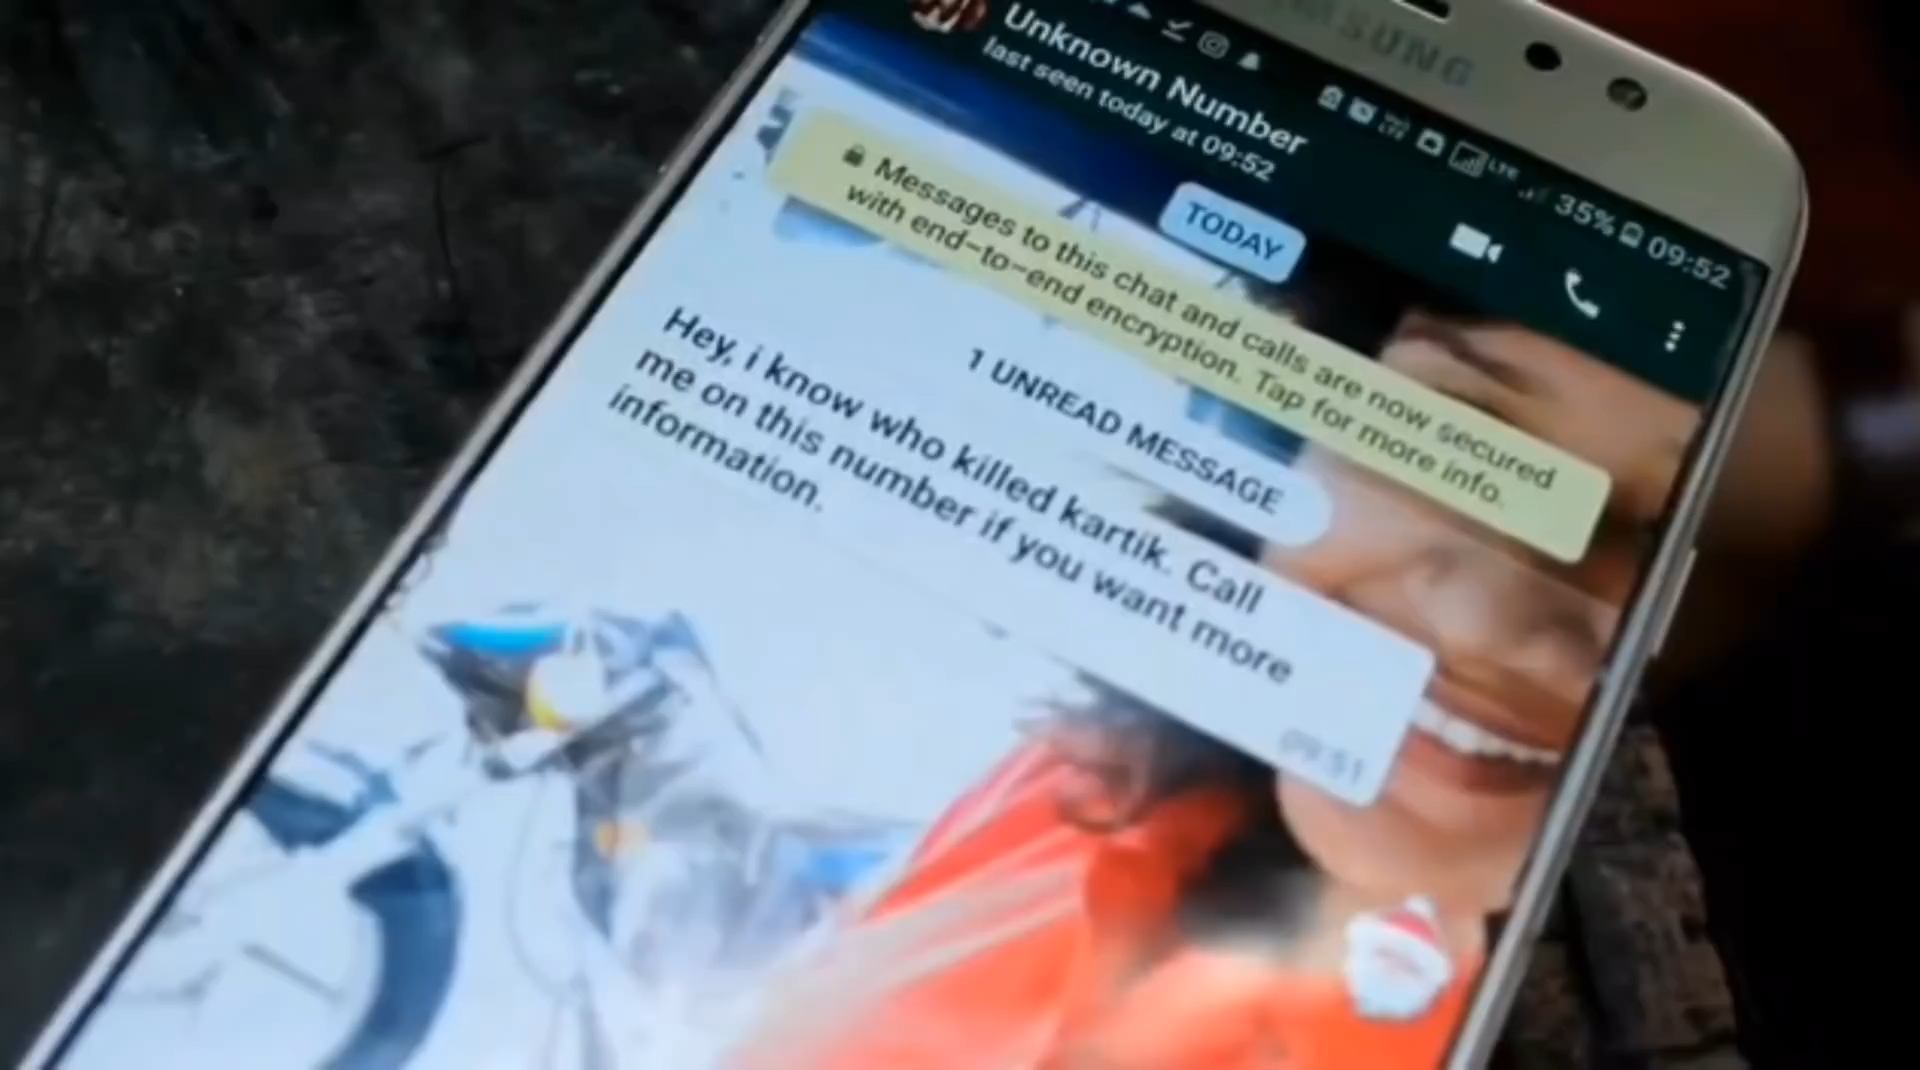 SAMSUNG
LTE 35% 09:52
Unknown Number
last seen today at 09:52
TODAY
Messages to this chat and calls are now secured
with end-to-end encryption. Tap for more info.
1 UNREAD MESSAGE
Hey, i know who killed kartik. Call
me on this number if you want more
information.
09:51